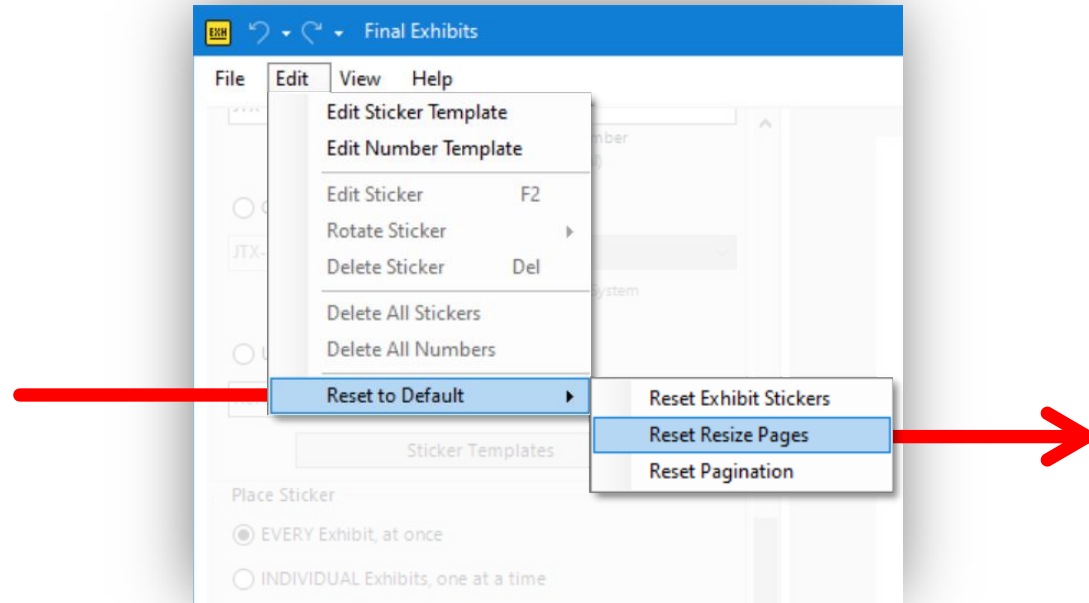 EXH Final Exhibits
File Edit View Help
Edit Sticker Template
Edit Number Template
Edit Sticker F2
Rotate Sticker
Delete Sticker Del
Delete All Stickers
Delete All Numbers
Reset to Default
Reset Exhibit Stickers
Reset Resize Pages
Reset Pagination
JTX-
System
Sticker Templates
Place Sticker
EVERY Exhibit, at once
INDIVIDUAL Exhibits, one at a time